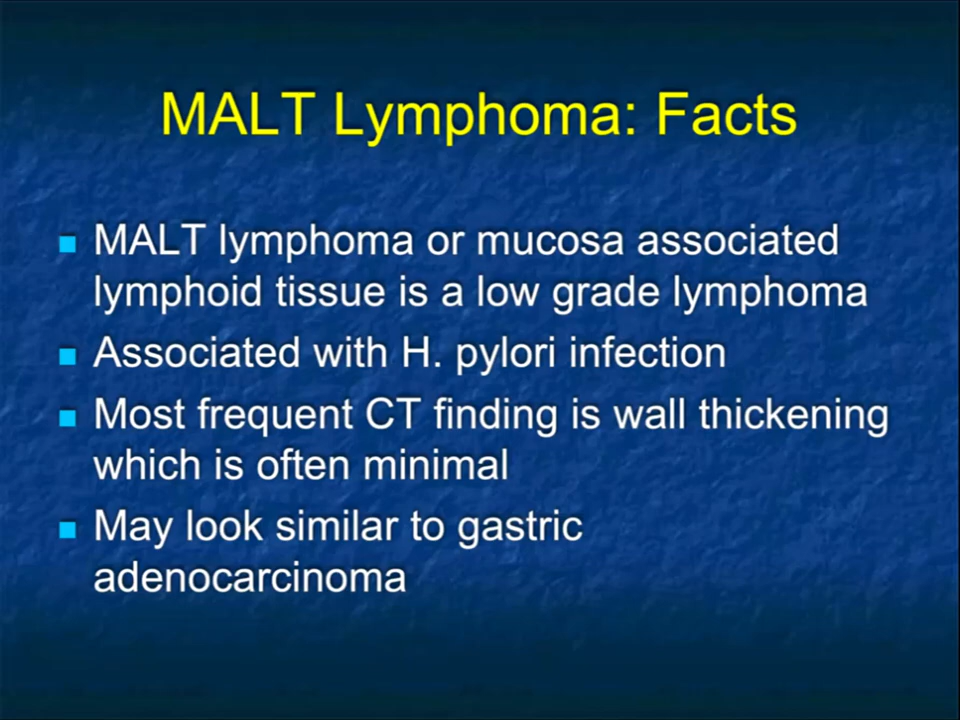 MALT Lymphoma: Facts
MALT lymphoma or mucosa associated
lymphoid tissue is a low grade lymphoma
Associated with H. pylori infection
Most frequent CT finding is wall thickening
which is often minimal
May look similar to gastric
adenocarcinoma